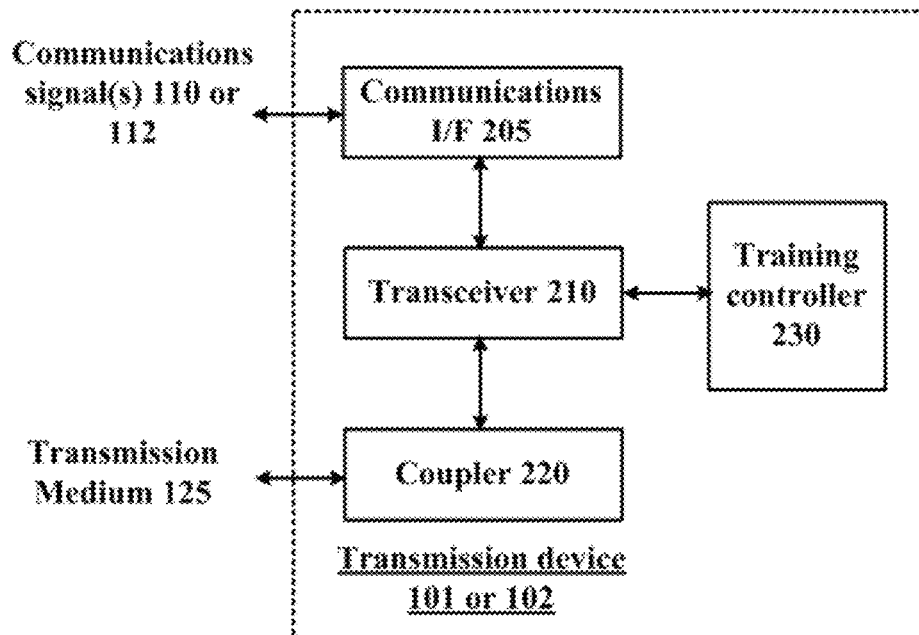 Communications
signal(s) 110 or
112
Communications
I/F 205
Transceiver 210
Training
controller
230
Transmission
Medium 125
Coupler 220
Transmission device
101 or 102